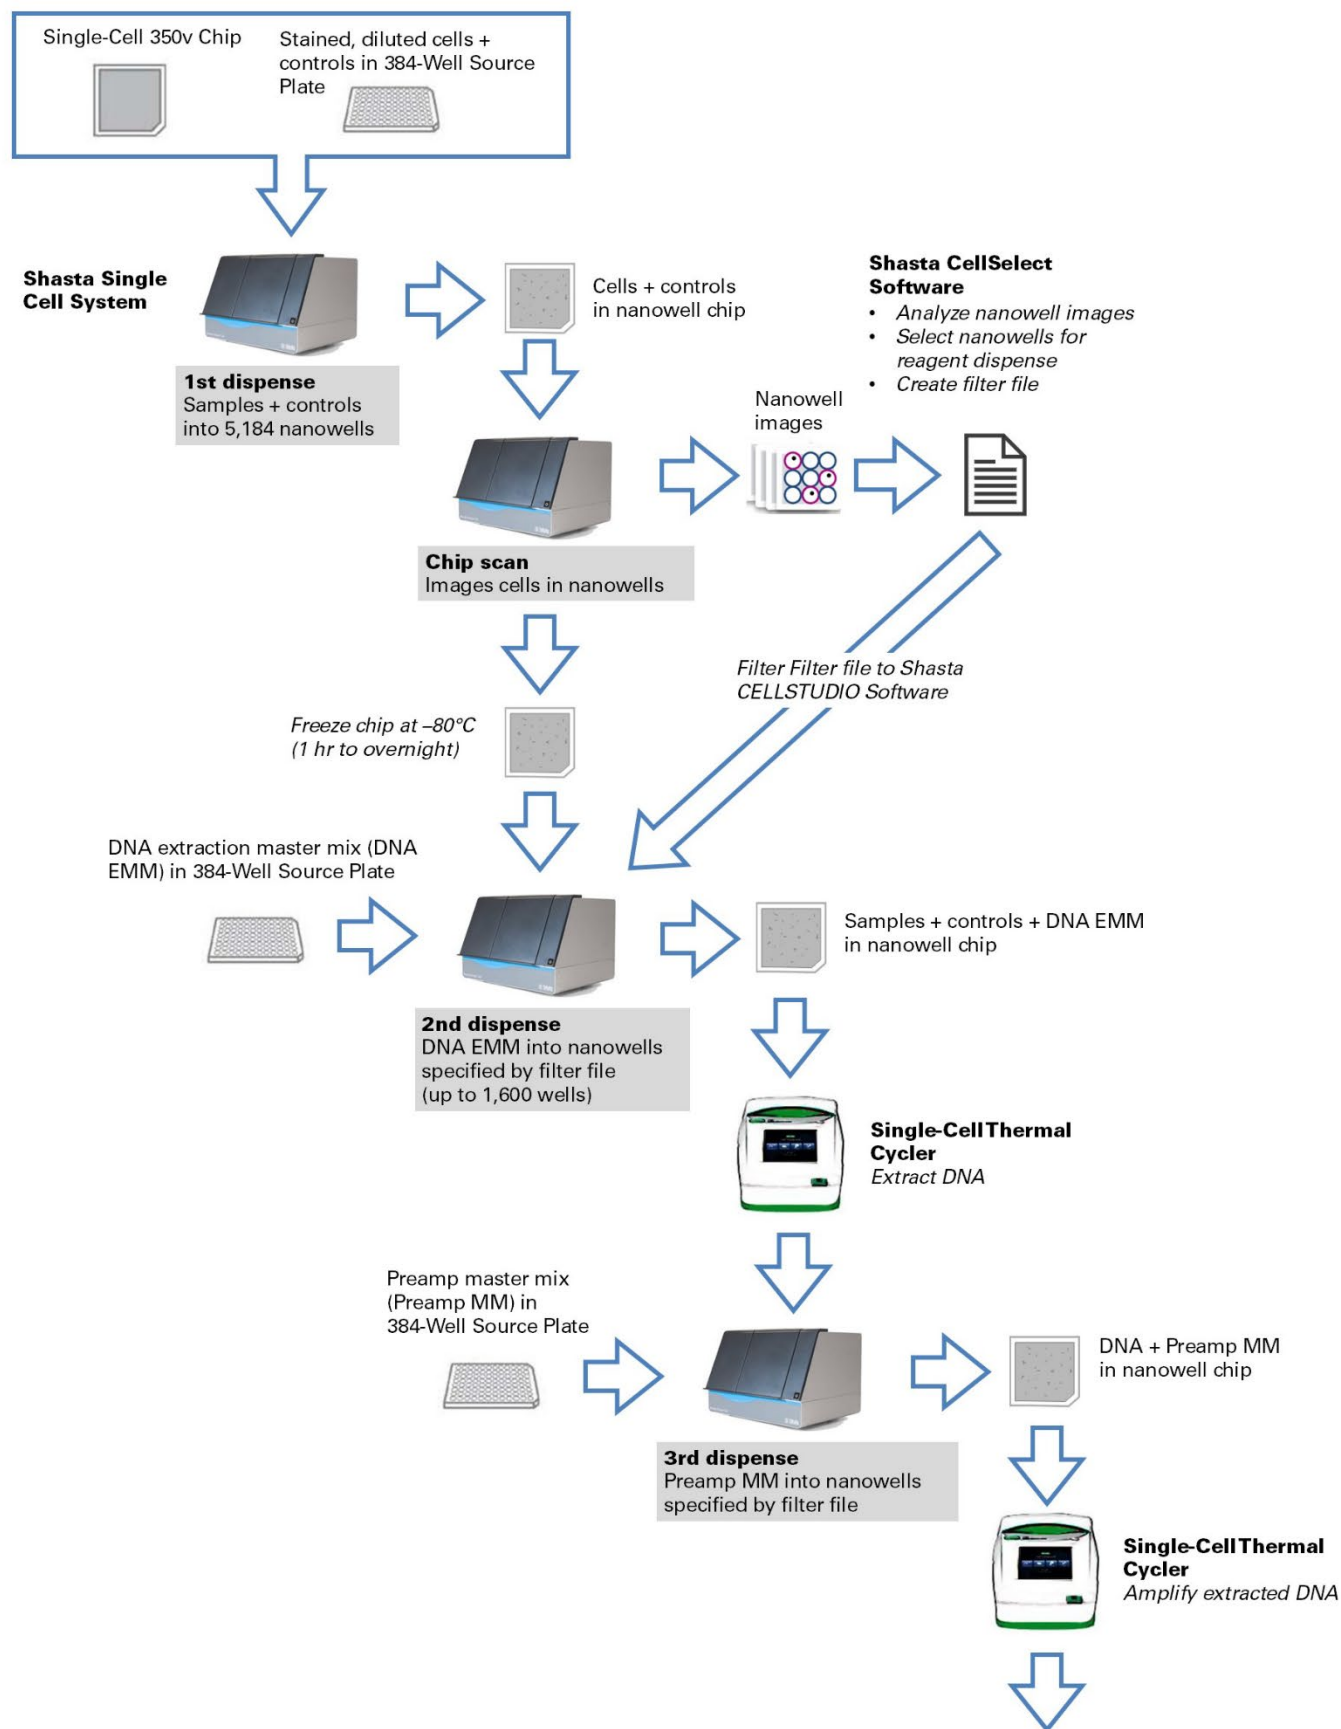 Single-Cell 350v Chip
Stained, diluted cells +
controls in 384-Well Source
Plate
Shasta Single
Cell System
1st dispense
Samples + controls
into 5,184 nanowells
Cells + controls
in nanowell chip
Shasta CellSelect
Software
• Analyze nanowell images
• Select nanowells for
reagent dispense
• Create filter file
Nanowell
images
Chip scan
Images cells in nanowells
Filter Filter file to Shasta
CELLSTUDIO Software
Freeze chip at –80°C
(1 hr to overnight)
DNA extraction master mix (DNA
EMM) in 384-Well Source Plate
2nd dispense
DNA EMM into nanowells
specified by filter file
(up to 1,600 wells)
Samples + controls + DNA EMM
in nanowell chip
Single-Cell Thermal
Cycler
Extract DNA
Preamp master mix
(Preamp MM) in
384-Well Source Plate
3rd dispense
Preamp MM into nanowells
specified by filter file
DNA + Preamp MM
in nanowell chip
Single-Cell Thermal
Cycler
Amplify extracted DNA